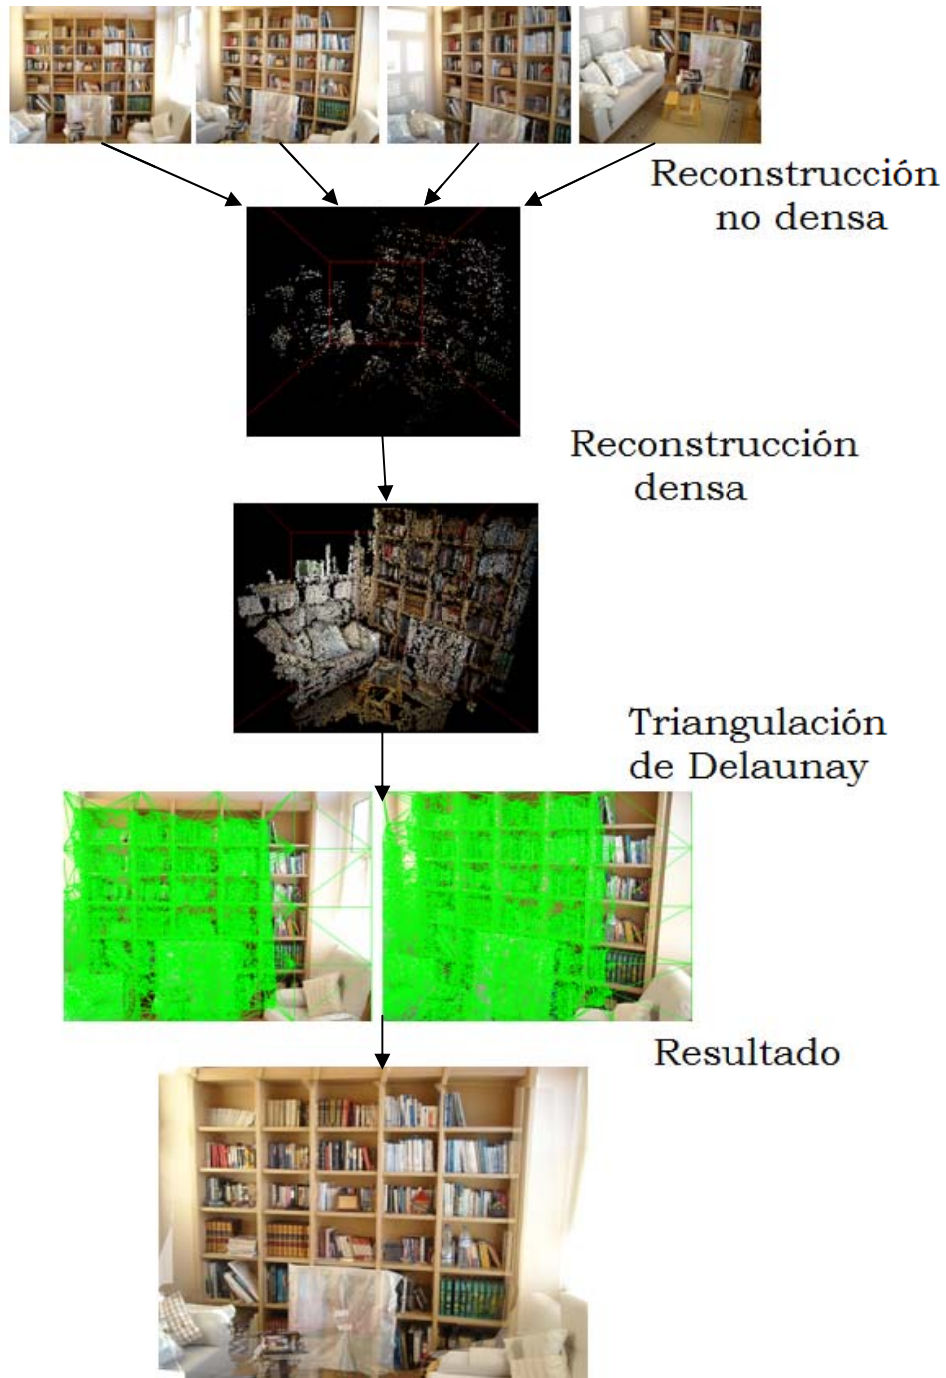 Reconstrucción
no densa
Reconstrucción
densa
Triangulación
de Delaunay
Resultado